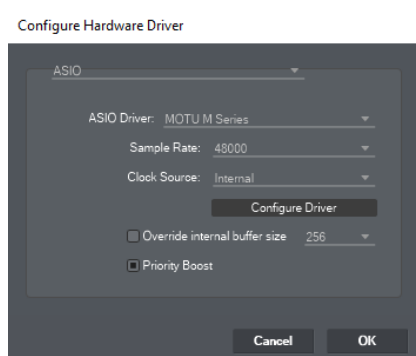 Configure Hardware Driver
ASIO
ASIO Driver: MOTU M Series
Sample Rate: 48000
Clock Source: Internal
Configure Driver
Override internal buffer size 256
Priority Boost
Cancel OK